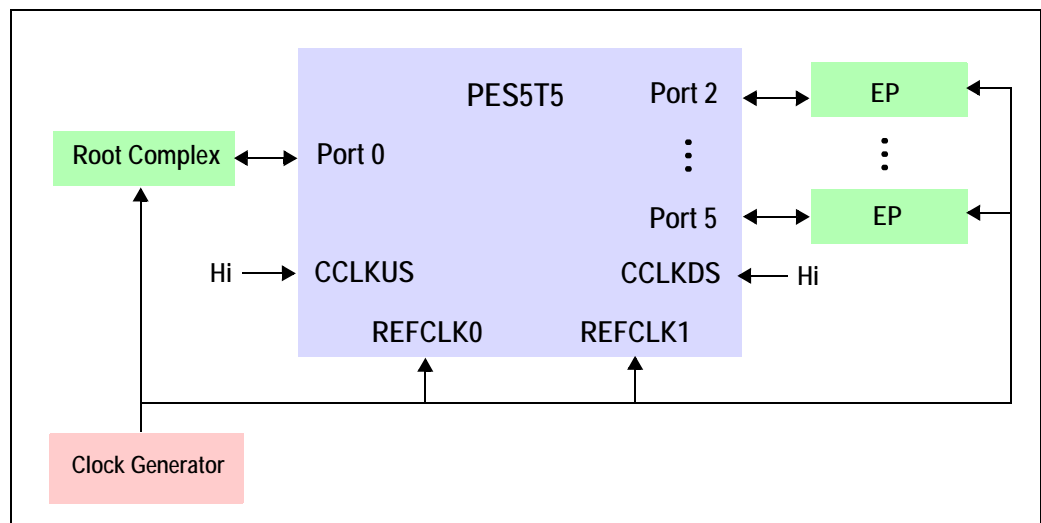 PES5T5
Port 2
EP
Root Complex
Port 0
Port 5
EP
Hi
CCLKUS
CCLKDS
Hi
REFCLK0
REFCLK1
Clock Generator